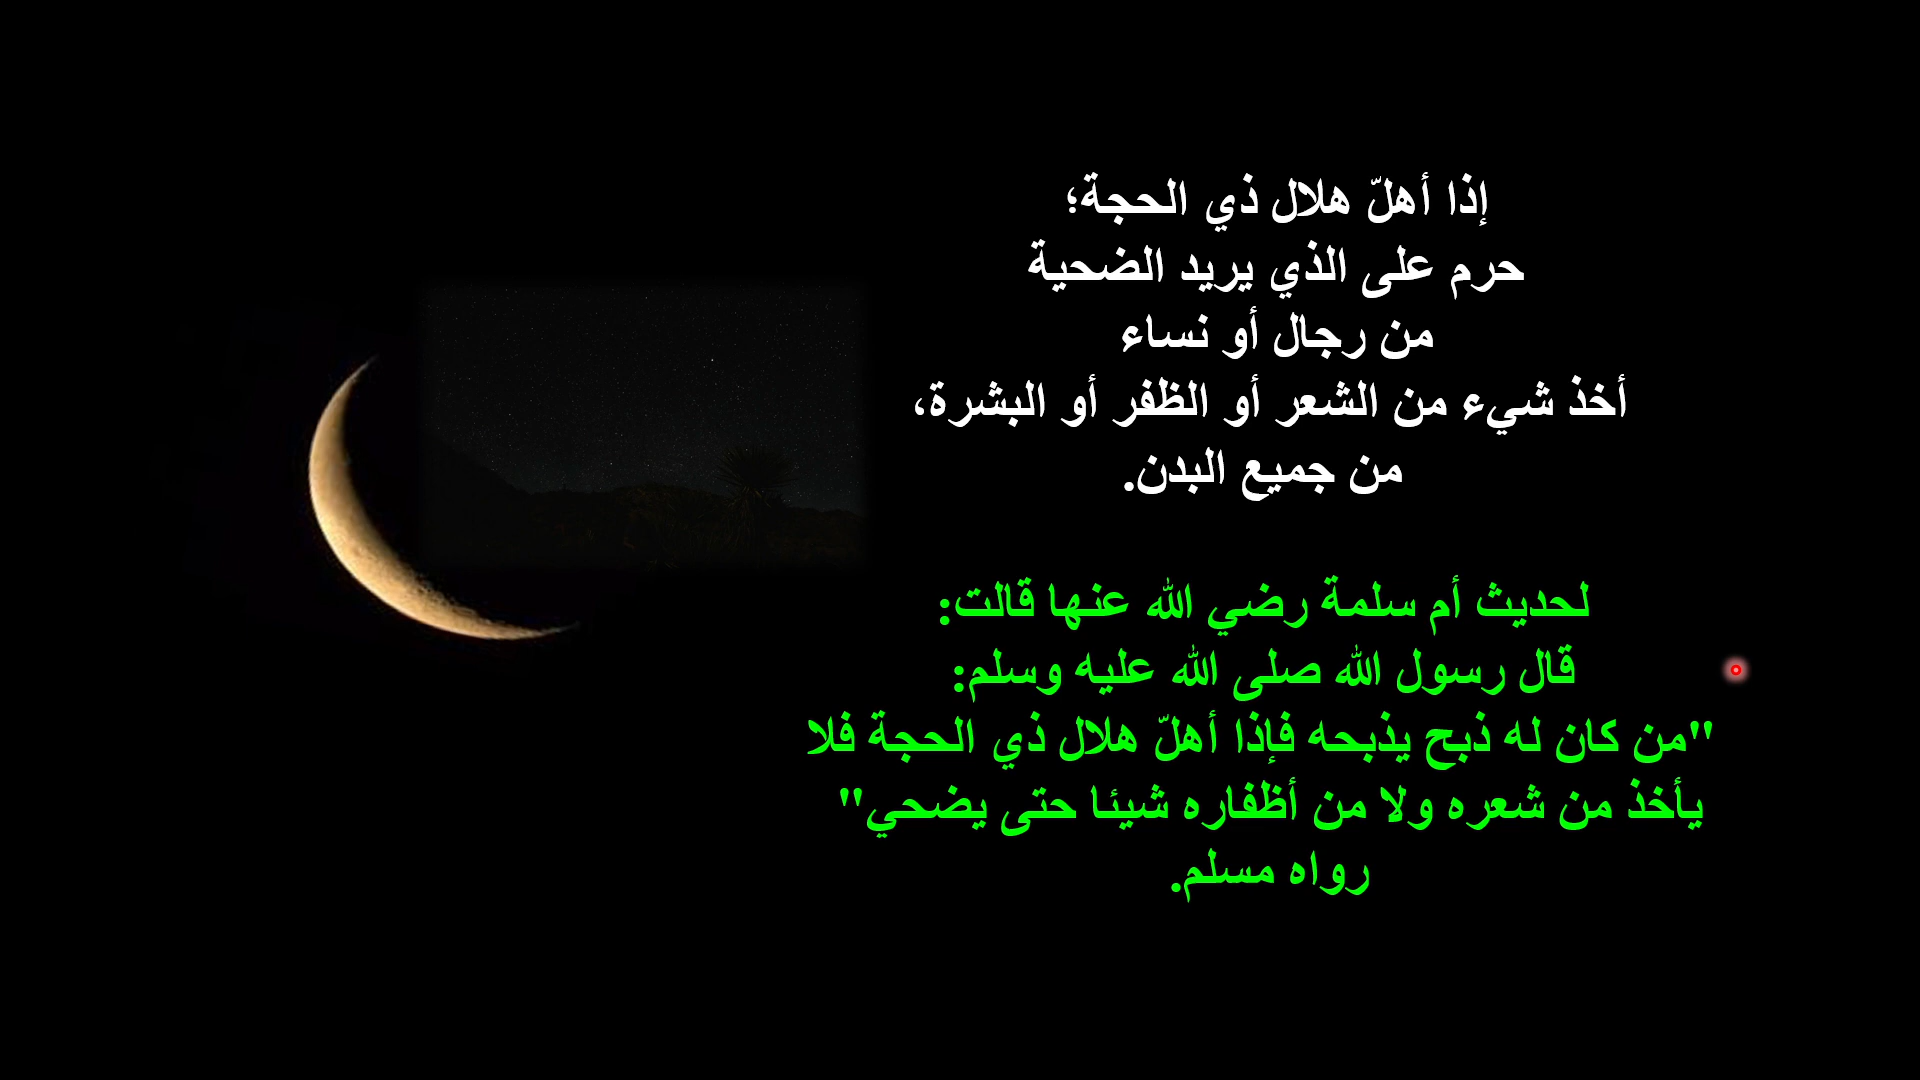 إذا أهلّ هلال ذي الحجة؛
حرم على الذي يريد الضحية
من رجال أو نساء
أخذ شيء من الشعر أو الظفر أو البشرة،
من جميع البدن.
لحديث أم سلمة رضي الله عنها قالت:
قال رسول الله صلى الله عليه وسلم:
"من كان له ذبح يذبحه فإذا أهلّ هلال ذي الحجة فلا
يأخذ من شعره ولا من أظفاره شيئا حتى يضحي"
رواه مسلم.